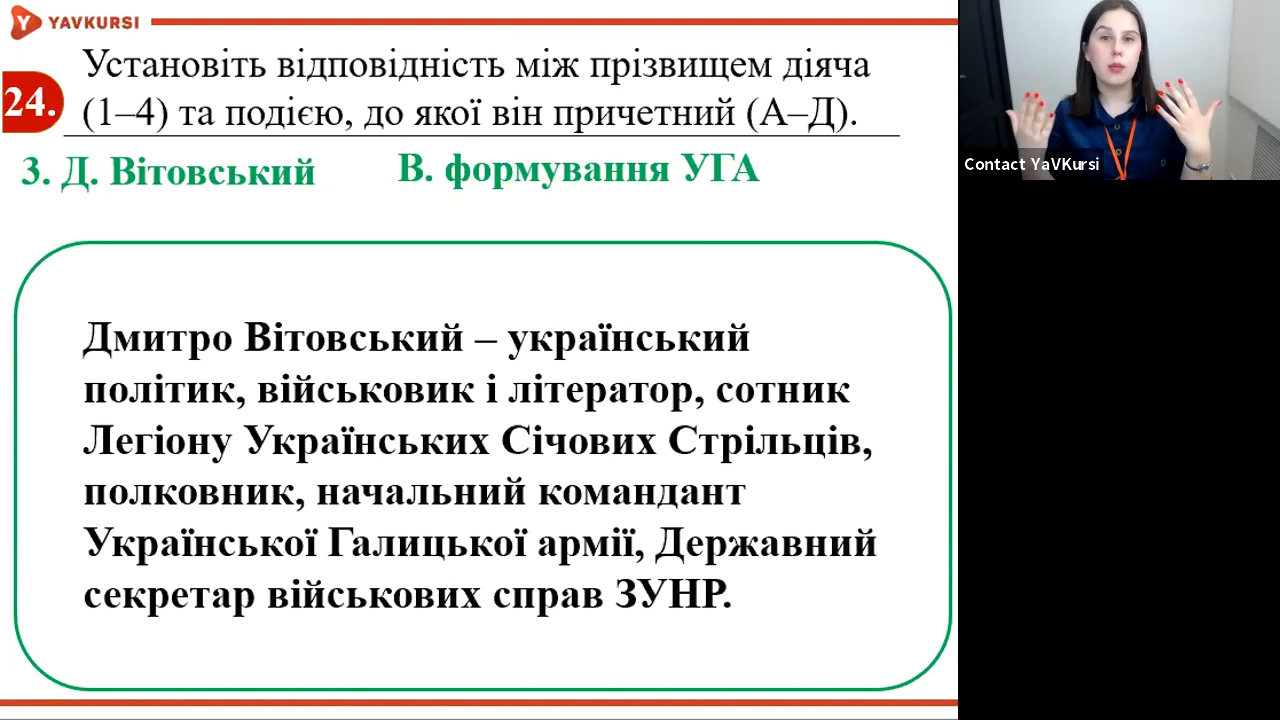 YAVKURSI
Установіть відповідність між прізвищем діяча
24.
(1–4) та подією, до якої він причетний (А–Д).
3. Д. Вітовський
В. формування УГА
Дмитро Вітовський – український
політик, військовик і літератор, сотник
Легіону Українських Січових Стрільців,
полковник, начальний командант
Української Галицької армії, Державний
секретар військових справ ЗУНР.
Contact YaVKursi